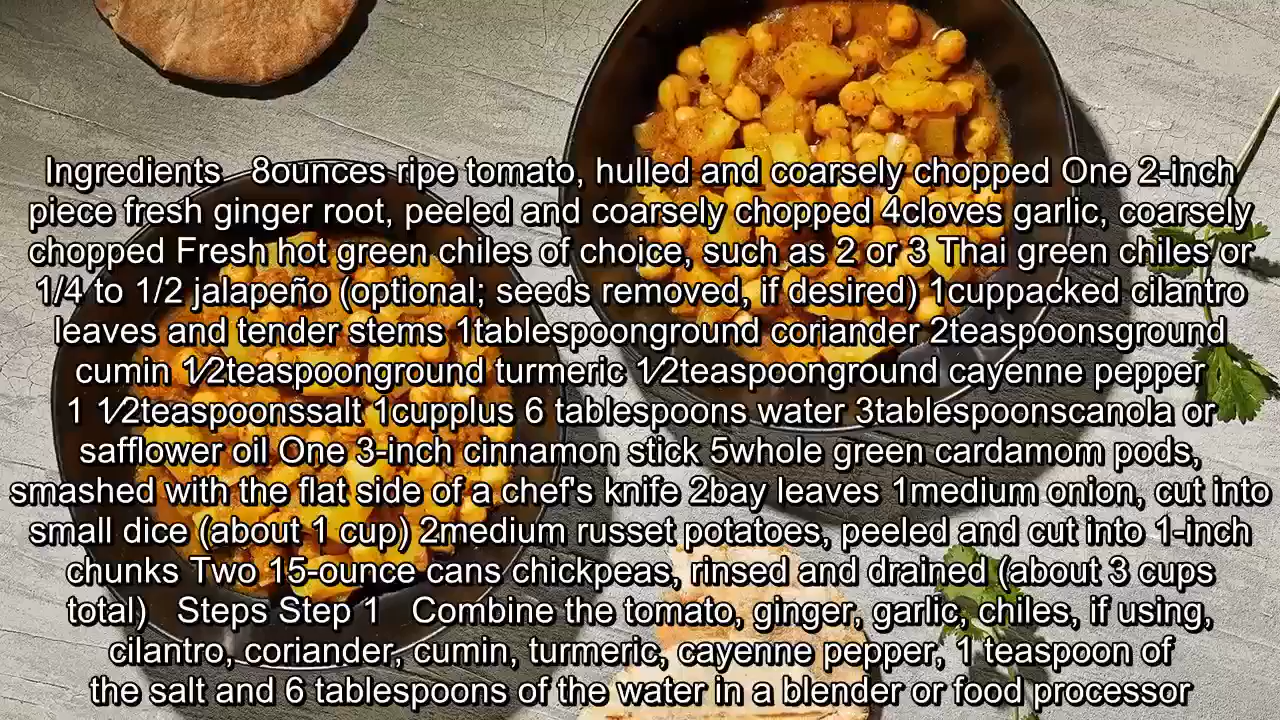 Ingredients   8ounces ripe tomato, hulled and coarsely chopped One 2-inch
piece fresh ginger root, peeled and coarsely chopped 4cloves garlic, coarsely
chopped Fresh hot green chiles of choice, such as 2 or 3 Thai green chiles or
1/4 to 1/2 jalapeño (optional; seeds removed, if desired) 1cuppacked cilantro
leaves and tender stems 1tablespoonground coriander 2teaspoonsground
cumin 1⁄2teaspoonground turmeric 1⁄2teaspoonground cayenne pepper
1 1⁄2teaspoonssalt 1cupplus 6 tablespoons water 3tablespoonscanola or
safflower oil One 3-inch cinnamon stick 5whole green cardamom pods,
smashed with the flat side of a chef's knife 2bay leaves 1medium onion, cut into
small dice (about 1 cup) 2medium russet potatoes, peeled and cut into 1-inch
chunks Two 15-ounce cans chickpeas, rinsed and drained (about 3 cups
total)   Steps Step 1   Combine the tomato, ginger, garlic, chiles, if using,
cilantro, coriander, cumin, turmeric, cayenne pepper, 1 teaspoon of
the salt and 6 tablespoons of the water in a blender or food processor